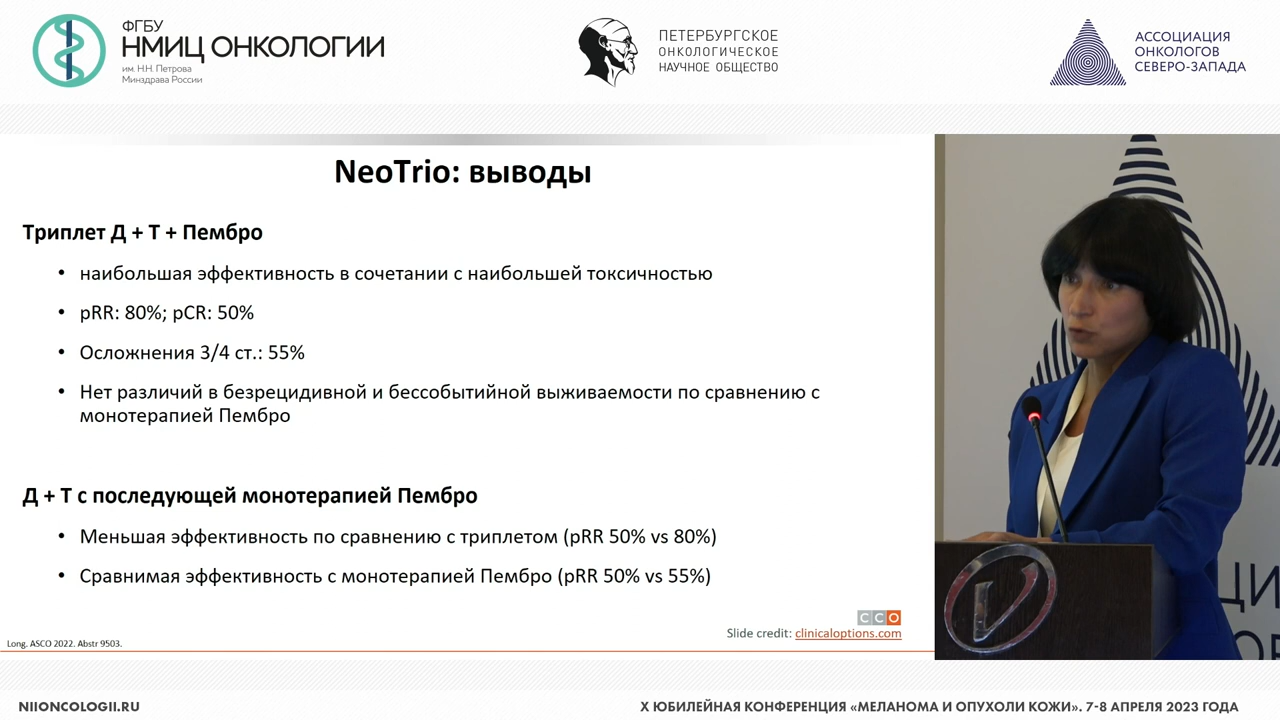 ФГБУ
НМИЦ ОНКОЛОГИИ
им. Н.Н. Петрова
Минздрава России
ПЕТЕРБУРГСКОЕ
ОНКОЛОГИЧЕСКОЕ
НАУЧНОЕ ОБЩЕСТВО
АССОЦИАЦИЯ
ОНКОЛОГОВ
СЕВЕРО-ЗАПАДА
NeoTrio: выводы
Триплет Д + Т + Пембро
• наибольшая эффективность в сочетании с наибольшей токсичностью
• pRR: 80%; pCR: 50%
• Осложнения 3/4 ст.: 55%
• Нет различий в безрецидивной и бессобытийной выживаемости по сравнению с
монотерапией Пембро
Д + Т с последующей монотерапией Пембро
• Меньшая эффективность по сравнению с триплетом (pRR 50% vs 80%)
• Сравнимая эффективность с монотерапией Пембро (pRR 50% vs 55%)
CCO
Slide credit: clinicaloptions.com
Long. ASCO 2022. Abstr 9503.
NIIONCOLOGII.RU
X ЮБИЛЕЙНАЯ КОНФЕРЕНЦИЯ «МЕЛАНОМА И ОПУХОЛИ КОЖИ». 7-8 АПРЕЛЯ 2023 ГОДА